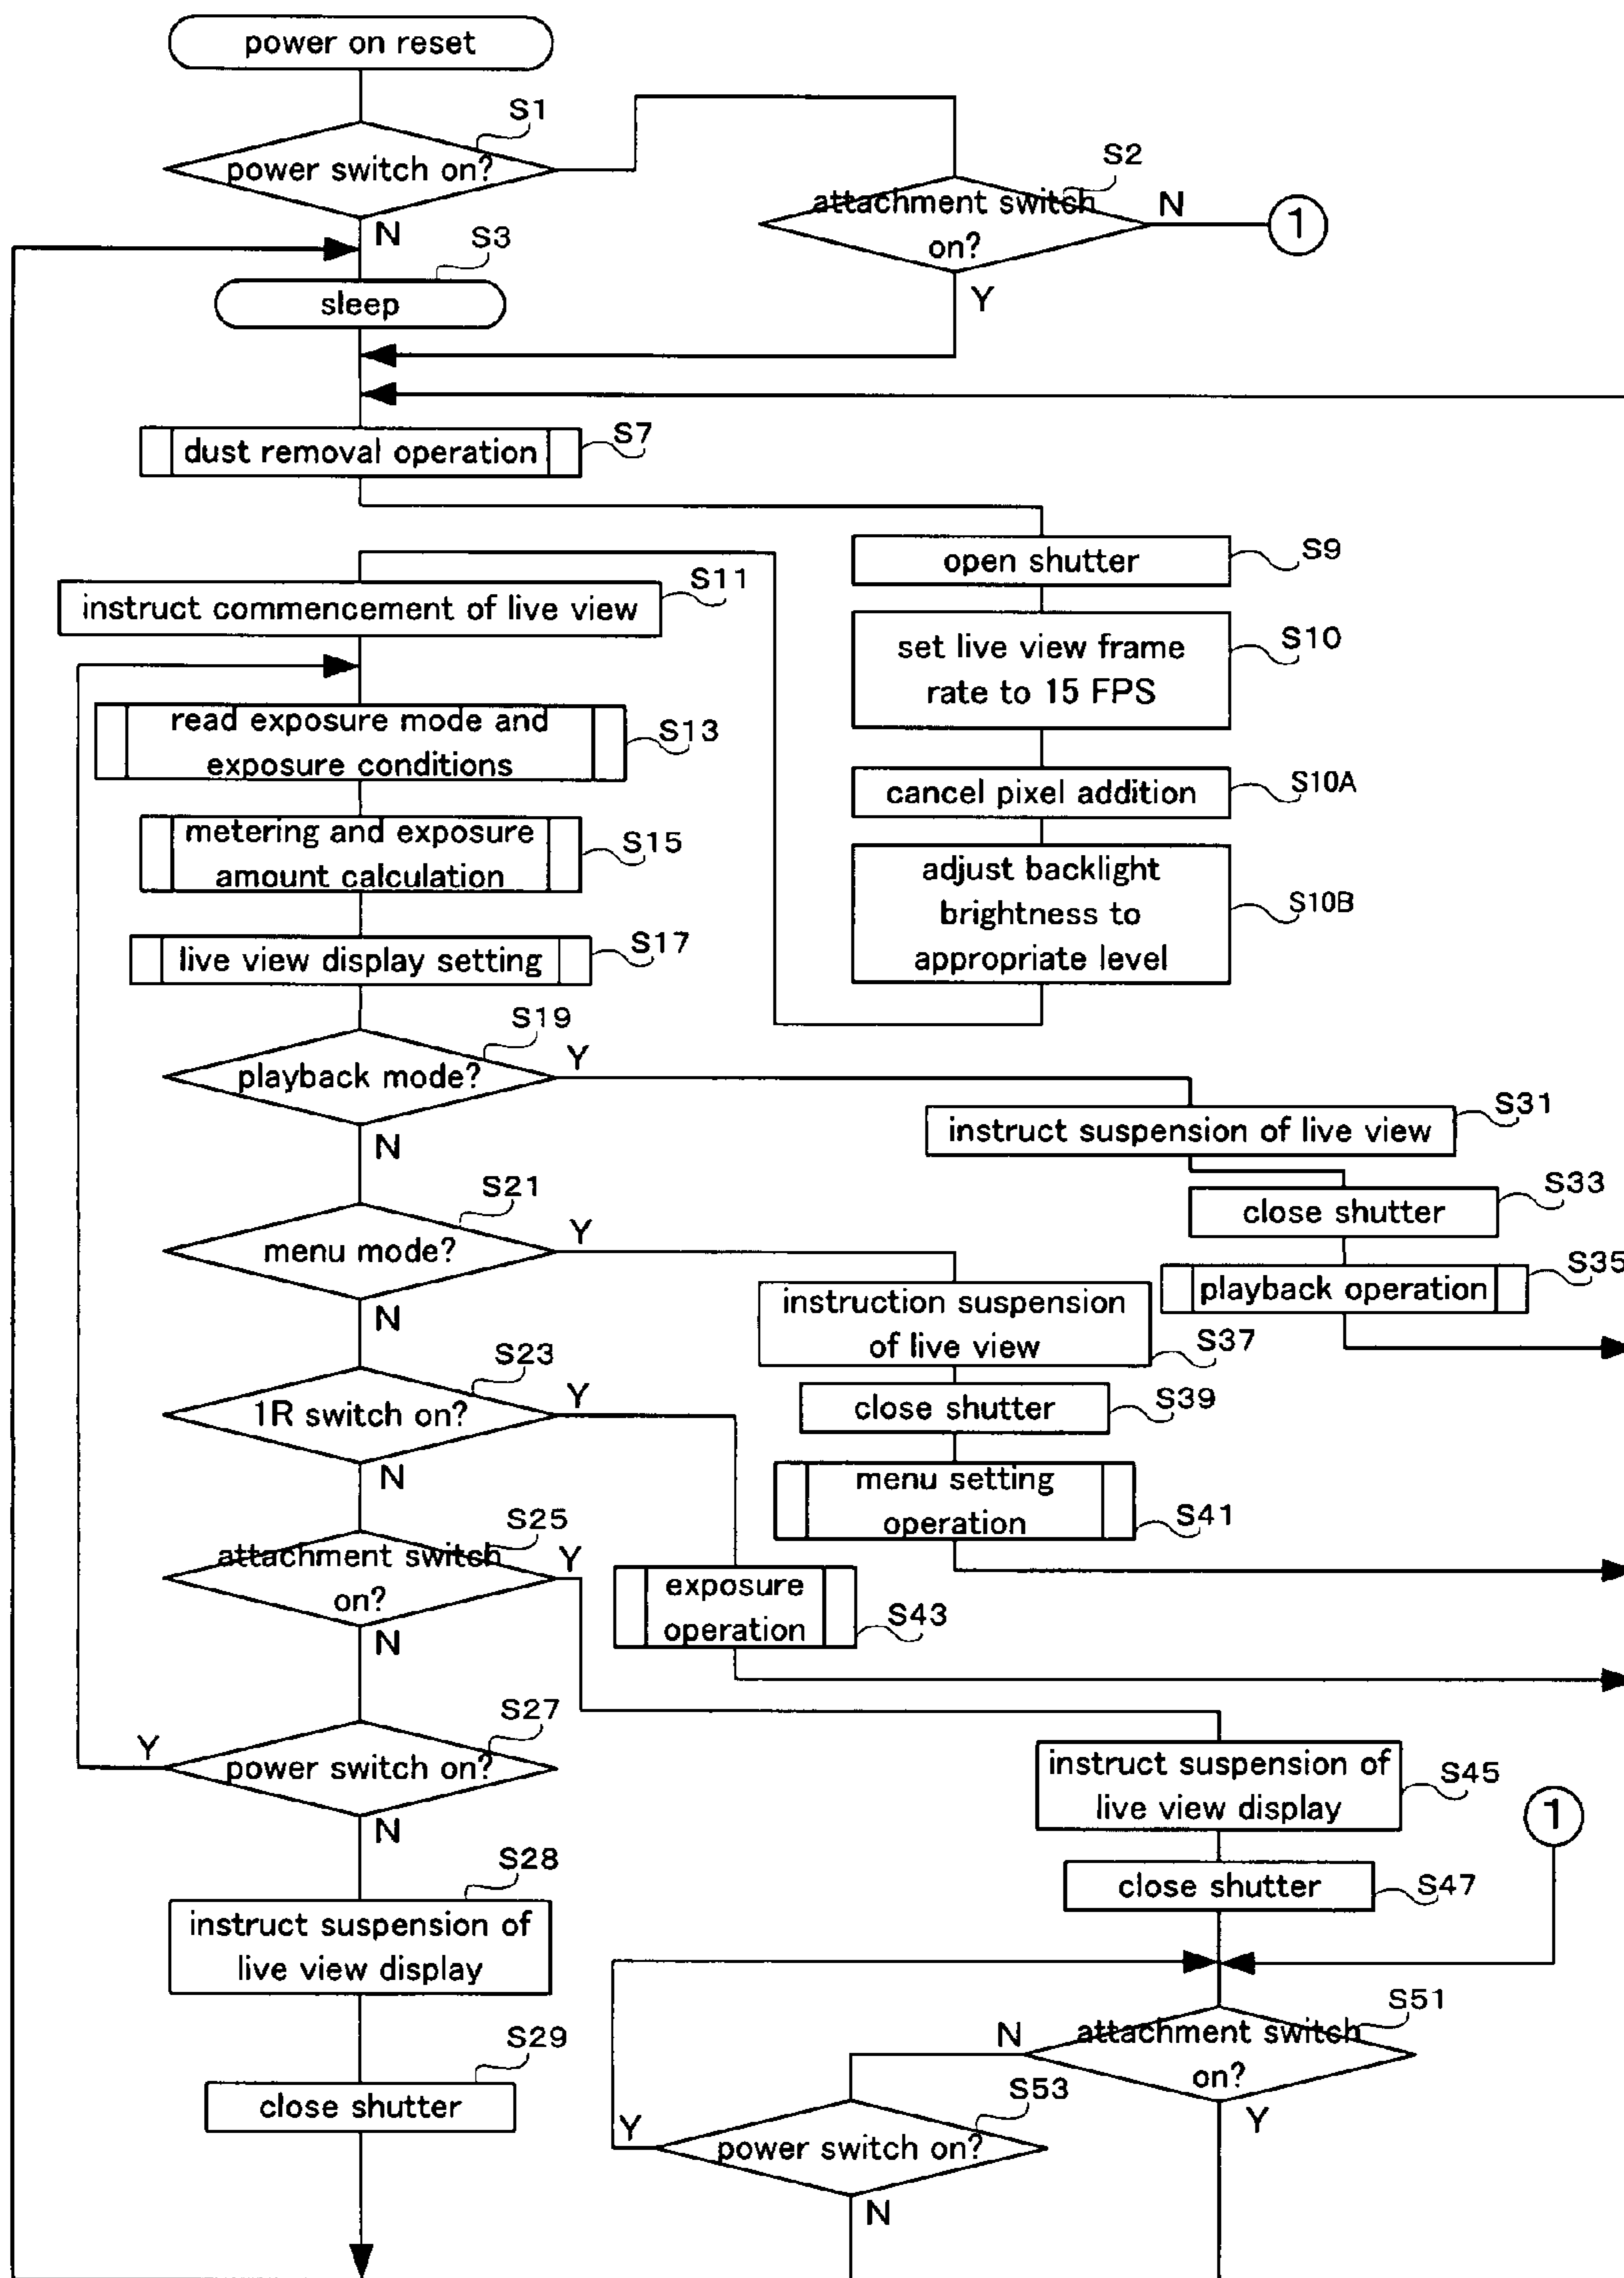 power on reset
S1
power switch on?
N
S2
attachment switch
on?
N
1
Y
S3
sleep
dust removal operation
S7
open shutter
S9
set live view frame
rate to 15 FPS
S10
cancel pixel addition
S10A
adjust backlight
brightness to
appropriate level
S10B
instruct commencement of live view
S11
read exposure mode and
exposure conditions
S13
metering and exposure
amount calculation
S15
live view display setting
S17
S19
playback mode?
Y
N
instruct suspension of live view
S31
close shutter
S33
playback operation
S35
S21
menu mode?
Y
N
instruction suspension
of live view
S37
close shutter
S39
menu setting
operation
S41
S23
1R switch on?
Y
N
exposure
operation
S43
S25
attachment switch
on?
Y
N
S27
power switch on?
Y
N
instruct suspension of
live view display
S45
1
close shutter
S47
S28
instruct suspension of
live view display
S29
close shutter
S51
attachment switch
on?
N
Y
S53
power switch on?
Y
N